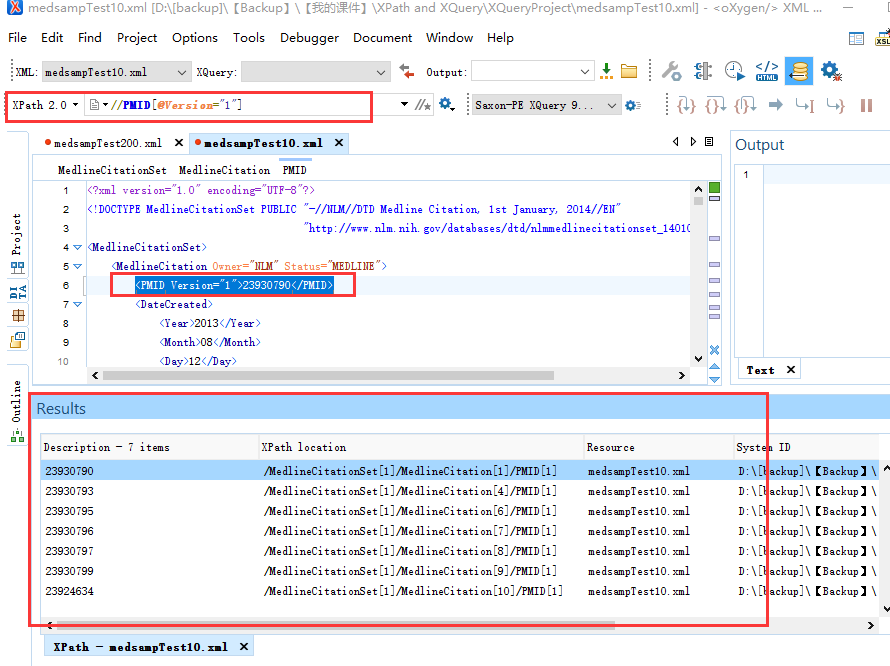 medsampTest10.xml [D:\[backup]\【Backup】\【我的课件】\XPath and XQuery\XQueryProject\medsampTest10.xml] - <oXygen/> XML ...
File Edit Find Project Options Tools Debugger Document Window Help
XML: medsampTest10.xml XQuery: Output: </> HTML
XPath 2.0 //PMID[@Version="1"] Saxon-PE XQuery 9...
medsampTest200.xml medsampTest10.xml
MedlineCitationSet MedlineCitation PMID
1 <?xml version="1.0" encoding="UTF-8"?>
2 <!DOCTYPE MedlineCitationSet PUBLIC "-//NLM//DTD Medline Citation, 1st January, 2014//EN"
3 "http://www.nlm.nih.gov/databases/dtd/nlmmedlinecitationset_14010
4 <MedlineCitationSet>
5 <MedlineCitation Owner="NLM" Status="MEDLINE">
6 <PMID Version="1">23930790</PMID>
7 <DateCreated>
8 <Year>2013</Year>
9 <Month>08</Month>
10 <Day>12</Day>
Project
DITA
Outline
Output
1
Text
Results
Description - 7 items XPath location Resource System ID
23930790 /MedlineCitationSet[1]/MedlineCitation[1]/PMID[1] medsampTest10.xml D:\[backup]\【Backup】\
23930793 /MedlineCitationSet[1]/MedlineCitation[4]/PMID[1] medsampTest10.xml D:\[backup]\【Backup】\
23930795 /MedlineCitationSet[1]/MedlineCitation[6]/PMID[1] medsampTest10.xml D:\[backup]\【Backup】\
23930796 /MedlineCitationSet[1]/MedlineCitation[7]/PMID[1] medsampTest10.xml D:\[backup]\【Backup】\
23930797 /MedlineCitationSet[1]/MedlineCitation[8]/PMID[1] medsampTest10.xml D:\[backup]\【Backup】\
23930799 /MedlineCitationSet[1]/MedlineCitation[9]/PMID[1] medsampTest10.xml D:\[backup]\【Backup】\
23924634 /MedlineCitationSet[1]/MedlineCitation[10]/PMID[1] medsampTest10.xml D:\[backup]\【Backup】\
XPath - medsampTest10.xml